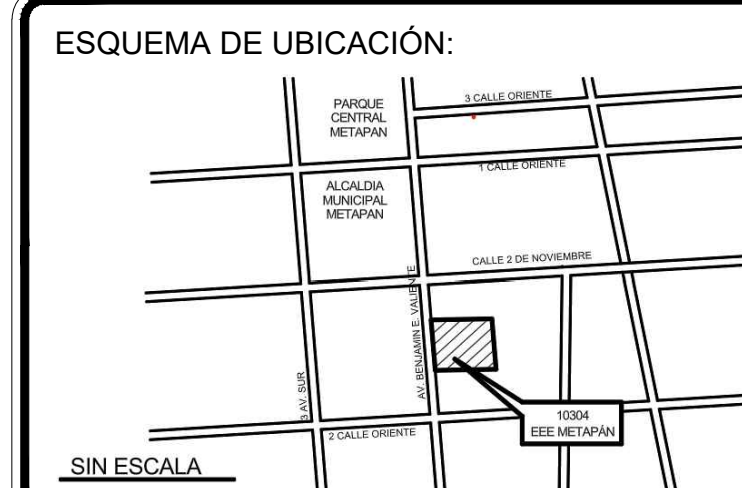 ESQUEMA DE UBICACIÓN:
3 CALLE ORIENTE
PARQUE
CENTRAL
METAPAN
1 CALLE ORIENTE
ALCALDIA
MUNICIPAL
METAPAN
CALLE 2 DE NOVIEMBRE
AV. BENJAMIN E. VALIENTE
3 AV. SUR
10304
EEE METAPÁN
2 CALLE ORIENTE
SIN ESCALA